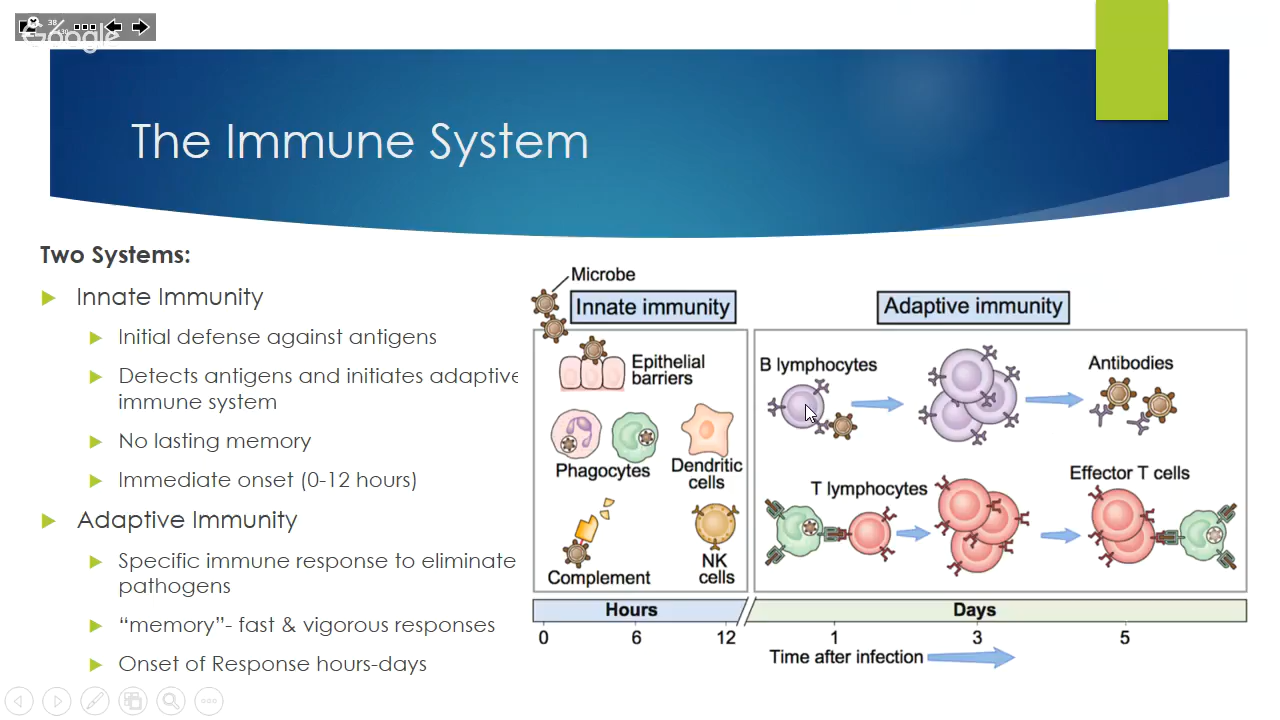 Google
The Immune System
Two Systems:
Innate Immunity
Initial defense against antigens
Detects antigens and initiates adaptive
immune system
No lasting memory
Immediate onset (0-12 hours)
Adaptive Immunity
Specific immune response to eliminate
pathogens
“memory”- fast & vigorous responses
Onset of Response hours-days
Microbe
Innate immunity
Epithelial
barriers
Phagocytes
Dendritic
cells
Complement
NK
cells
Adaptive immunity
B lymphocytes
Antibodies
T lymphocytes
Effector T cells
Hours
Days
0
6
12
1
3
5
Time after infection